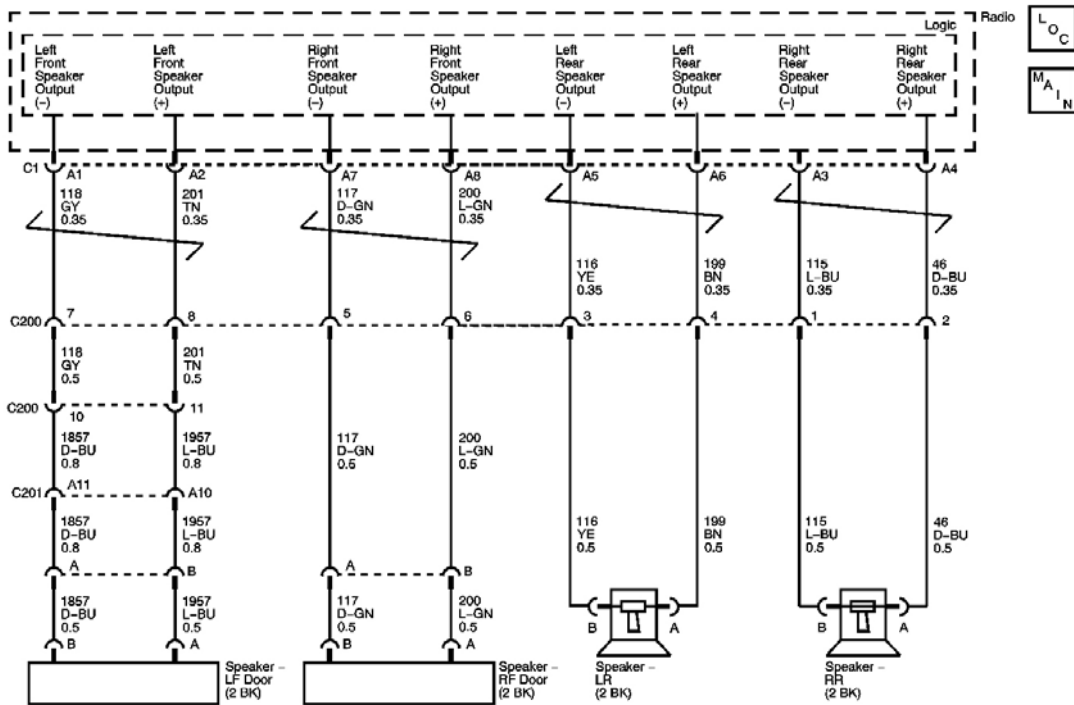 Radio
Logic
L O C
M A I N
Left Front Speaker Output (–)
Left Front Speaker Output (+)
Right Front Speaker Output (–)
Right Front Speaker Output (+)
Left Rear Speaker Output (–)
Left Rear Speaker Output (+)
Right Rear Speaker Output (–)
Right Rear Speaker Output (+)
C1 A1 A2 A7 A8 A5 A6 A3 A4
118 GY 0.35
201 TN 0.35
117 D–GN 0.35
200 L–GN 0.35
116 YE 0.35
199 BN 0.35
115 L–BU 0.35
46 D–BU 0.35
C200 7 8 5 6 3 4 1 2
118 GY 0.5
201 TN 0.5
C200 10 11
1857 D–BU 0.8
1957 L–BU 0.8
117 D–GN 0.5
200 L–GN 0.5
C201 A11 A10
1857 D–BU 0.8
1957 L–BU 0.8
116 YE 0.5
199 BN 0.5
115 L–BU 0.5
46 D–BU 0.5
A B A B
1857 D–BU 0.5
1957 L–BU 0.5
117 D–GN 0.5
200 L–GN 0.5
B A B A B A B A
Speaker – LF Door (2 BK)
Speaker – RF Door (2 BK)
Speaker – LR (2 BK)
Speaker – RR (2 BK)